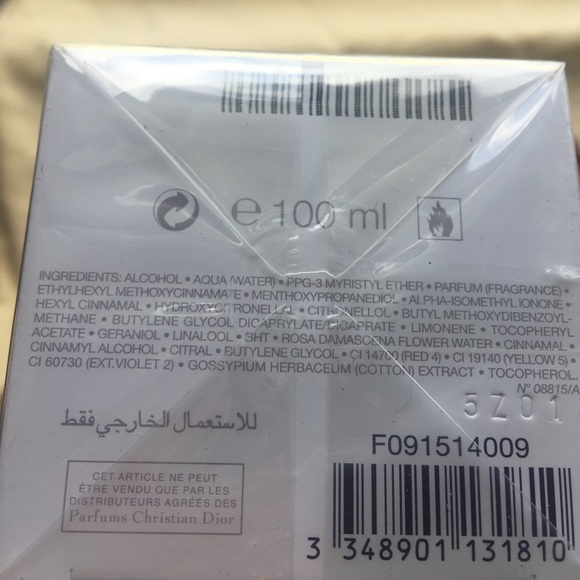 e 100 ml
INGREDIENTS: ALCOHOL • AQUA (WATER) • PPG-3 MYRISTYL ETHER • PARFUM (FRAGRANCE) •
ETHYLHEXYL METHOXYCINNAMATE • MENTHOXYPROPANEDIOL • ALPHA-ISOMETHYL IONONE •
HEXYL CINNAMAL • HYDROXYCITRONELLAL • CITRONELLOL • BUTYL METHOXYDIBENZOYL-
METHANE • BUTYLENE GLYCOL DICAPRYLATE/DICAPRATE • LIMONENE • TOCOPHERYL
ACETATE • GERANIOL • LINALOOL • BHT • ROSA DAMASCENA FLOWER WATER • CINNAMAL •
CINNAMYL ALCOHOL • CITRAL • BUTYLENE GLYCOL • CI 14700 (RED 4) • CI 19140 (YELLOW 5) •
CI 60730 (EXT.VIOLET 2) • GOSSYPIUM HERBACEUM (COTTON) EXTRACT • TOCOPHEROL.
N° 08815/A
5Z01
للاستعمال الخارجي فقط
F091514009
CET ARTICLE NE PEUT
ÊTRE VENDU QUE PAR LES
DISTRIBUTEURS AGRÉÉS DES
Parfums Christian Dior
3 348901 131810